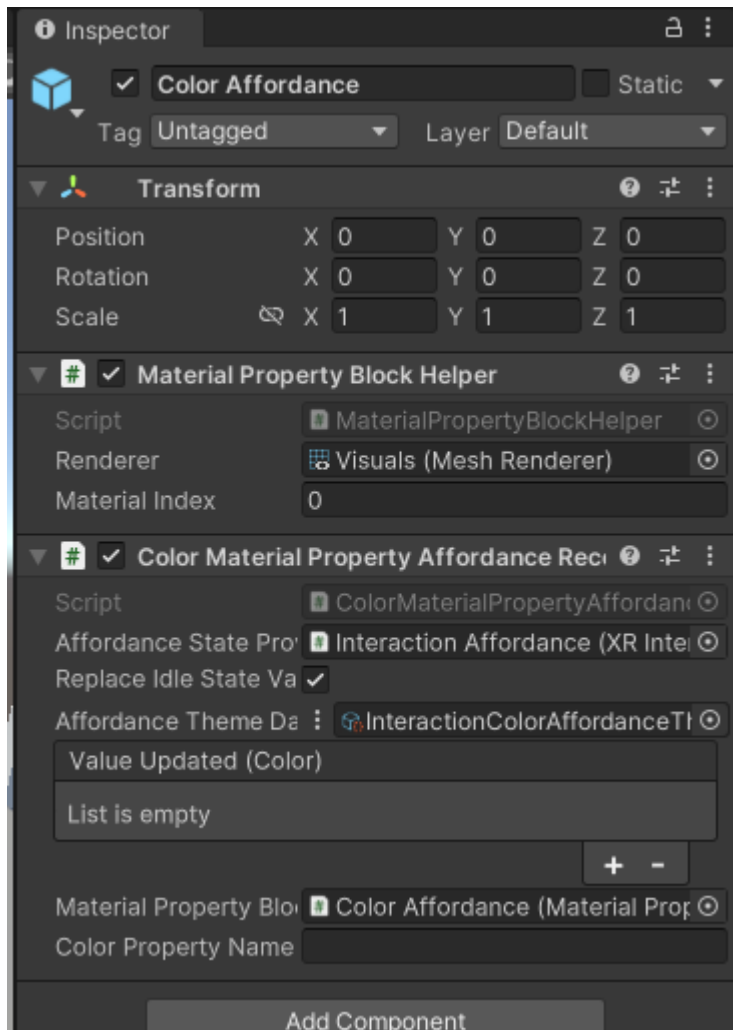 Inspector
Color Affordance Static
Tag Untagged Layer Default
Transform
Position X 0 Y 0 Z 0
Rotation X 0 Y 0 Z 0
Scale X 1 Y 1 Z 1
# Material Property Block Helper
Script # MaterialPropertyBlockHelper
Renderer Visuals (Mesh Renderer)
Material Index 0
# Color Material Property Affordance Rec
Script # ColorMaterialPropertyAffordan
Affordance State Pro # Interaction Affordance (XR Inte
Replace Idle State Va
Affordance Theme Da InteractionColorAffordanceTh
Value Updated (Color)
List is empty
+ -
Material Property Blo # Color Affordance (Material Prop
Color Property Name
Add Component